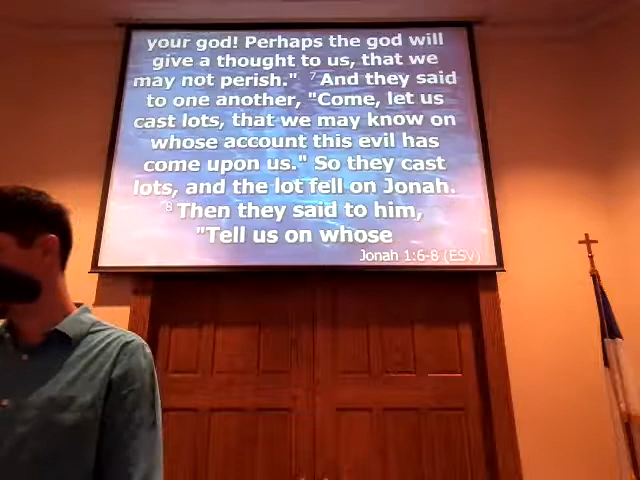 your god! Perhaps the god will
give a thought to us, that we
may not perish." 7 And they said
to one another, "Come, let us
cast lots, that we may know on
whose account this evil has
come upon us." So they cast
lots, and the lot fell on Jonah.
8 Then they said to him,
"Tell us on whose
Jonah 1:6-8 (ESV)